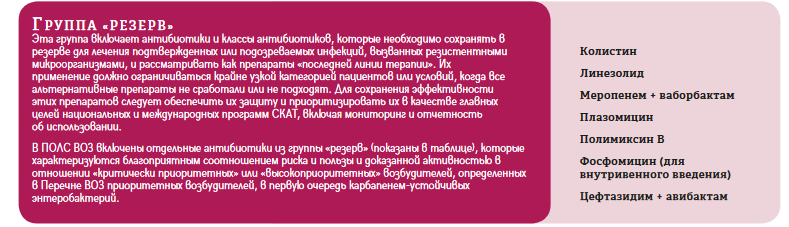 Группа «резерв»
Эта группа включает антибиотики и классы антибиотиков, которые необходимо сохранять в
резерве для лечения подтвержденных или подозреваемых инфекций, вызванных резистентными
микроорганизмами, и рассматривать как препараты «последней линии терапии». Их
применение должно ограничиваться крайне узкой категорией пациентов или условий, когда все
альтернативные препараты не сработали или не подходят. Для сохранения эффективности
этих препаратов следует обеспечить их защиту и приоритизировать их в качестве главных
целей национальных и международных программ СКАТ, включая мониторинг и отчетность
об использовании.
В ПОЛС ВОЗ включены отдельные антибиотики из группы «резерв» (показаны в таблице), которые
характеризуются благоприятным соотношением риска и пользы и доказанной активностью в
отношении «критически приоритетных» или «высокоприоритетных» возбудителей, определенных
в Перечне ВОЗ приоритетных возбудителей, в первую очередь карбапенем-устойчивых
энтеробактерий.
Колистин
Линезолид
Меропенем + ваборбактам
Плазомицин
Полимиксин В
Фосфомицин (для
внутривенного введения)
Цефтазидим + авибактам